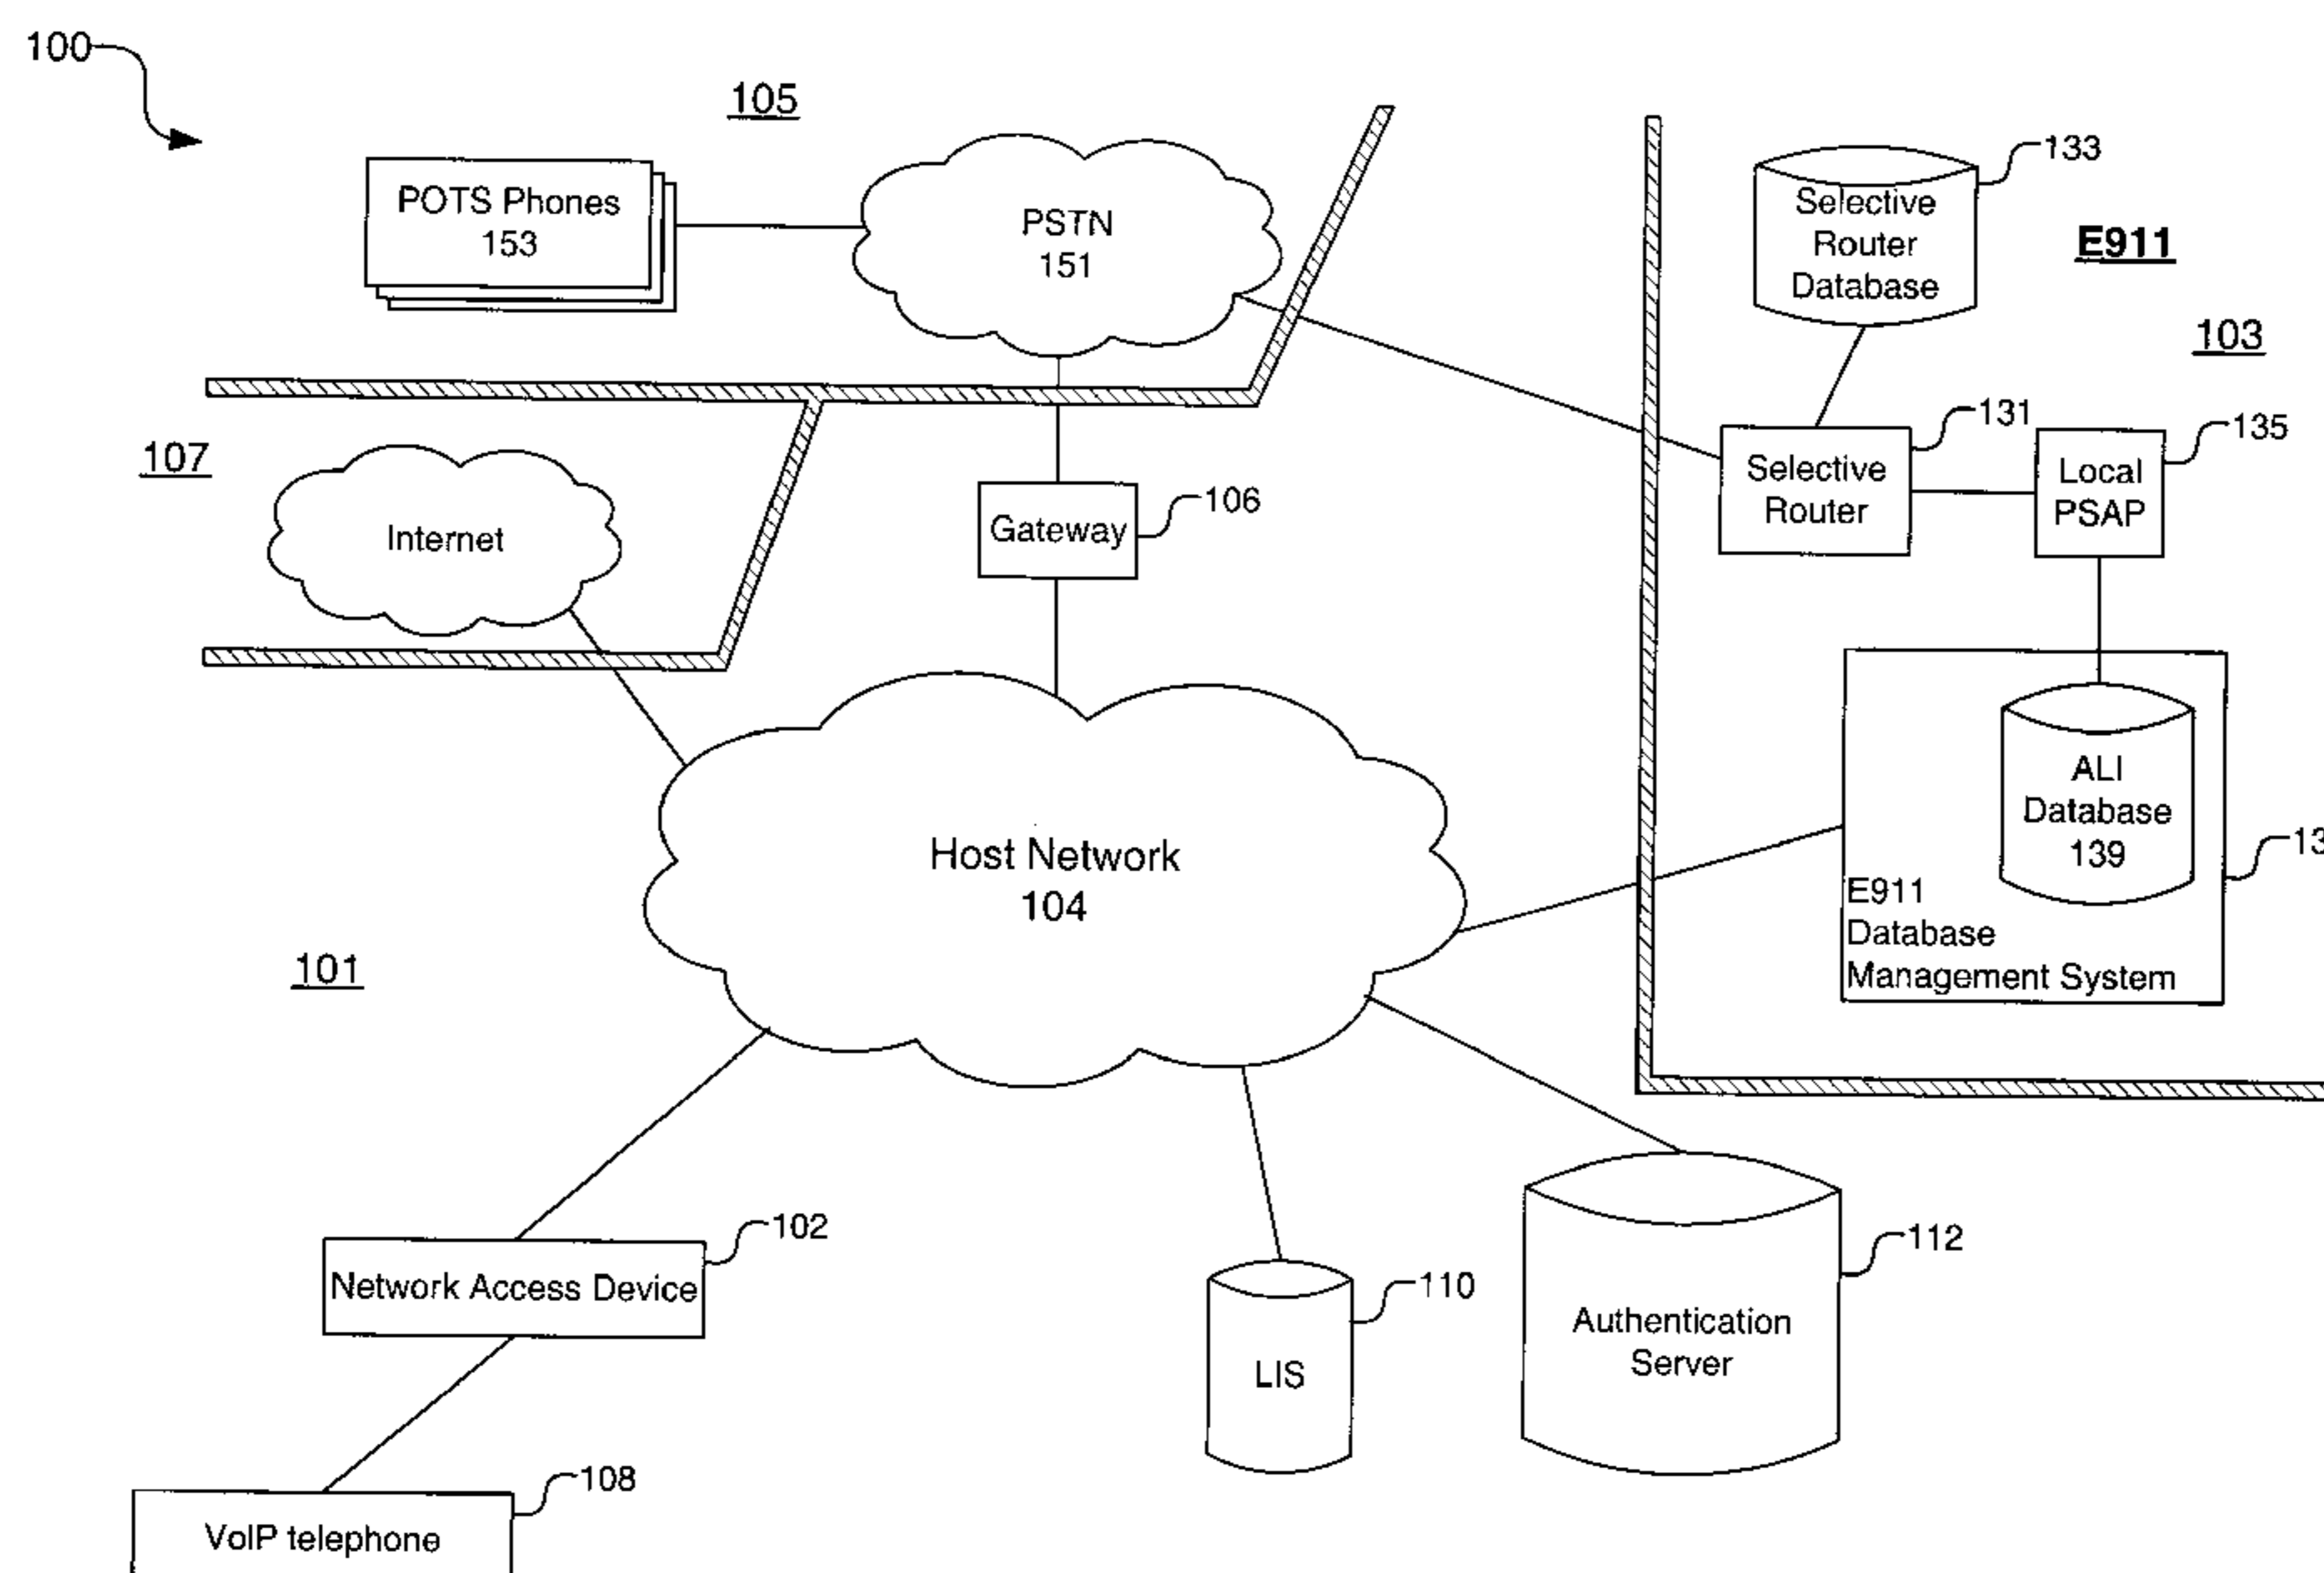 100
105
POTS Phones
153
PSTN
151
133
Selective
Router
Database
E911
103
131
135
107
Selective
Router
Local
PSAP
106
Gateway
Internet
ALI
Database
139
Host Network
104
E911
Database
Management System
101
102
Network Access Device
112
110
Authentication
Server
LIS
108
VoIP telephone